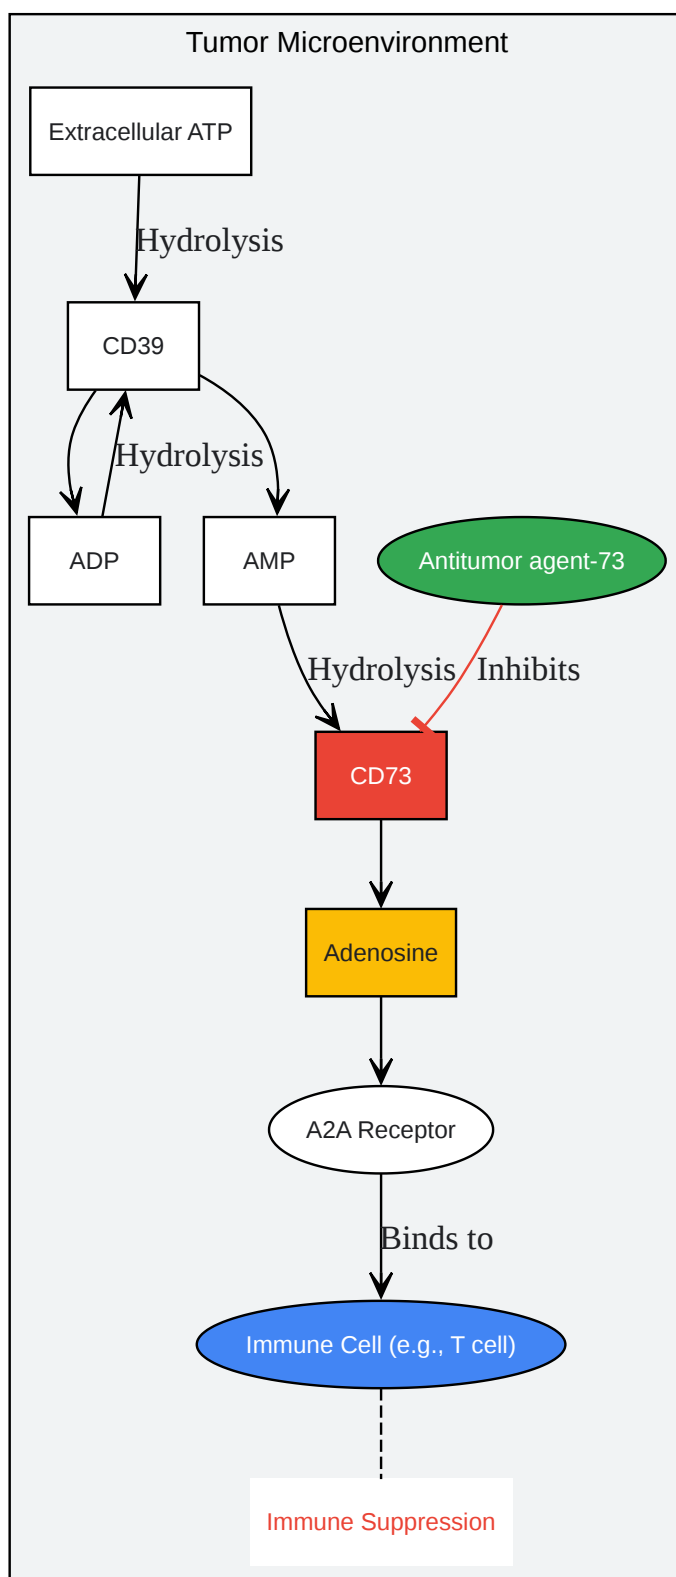 Tumor Microenvironment
Extracellular ATP
Hydrolysis
CD39
Hydrolysis
ADP
AMP
Antitumor agent-73
Hydrolysis
Inhibits
CD73
Adenosine
A2A Receptor
Binds to
Immune Cell (e.g., T cell)
Immune Suppression